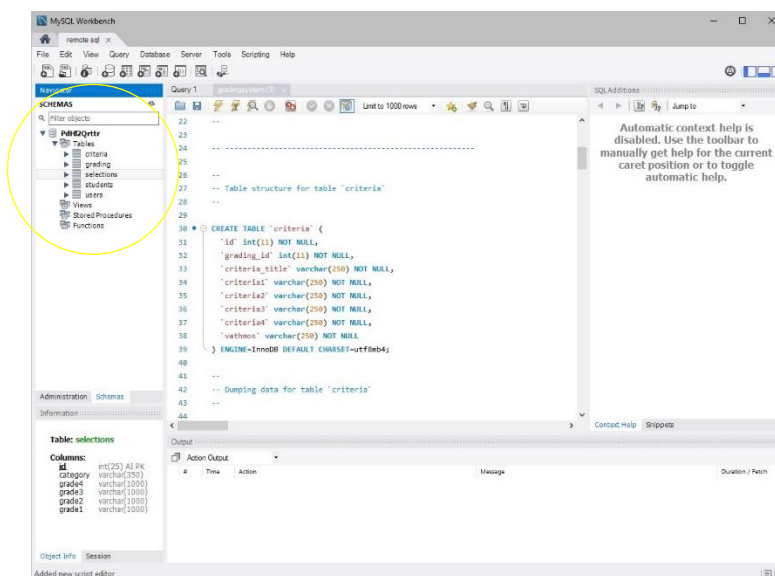 MySQL Workbench
remote sql
File Edit View Query Database Server Tools Scripting Help
Navigator
SCHEMAS
Filter objects
PdHl2Qrttr
Tables
criteria
grading
selections
students
users
Views
Stored Procedures
Functions
Administration Schemas
Information
Table: selections
Columns:
id int(25) AI PK
category varchar(350)
grade4 varchar(1000)
grade3 varchar(1000)
grade2 varchar(1000)
grade1 varchar(1000)
Object Info Session
Query 1 gradingsystem (2)
Limit to 1000 rows
22 --
23
24 -- --------------------------------------------------------
25
26 --
27 -- Table structure for table `criteria`
28 --
29
30 CREATE TABLE `criteria` (
31 `id` int(11) NOT NULL,
32 `grading_id` int(11) NOT NULL,
33 `criteria_title` varchar(250) NOT NULL,
34 `criteria1` varchar(250) NOT NULL,
35 `criteria2` varchar(250) NOT NULL,
36 `criteria3` varchar(250) NOT NULL,
37 `criteria4` varchar(250) NOT NULL,
38 `vathmos` varchar(250) NOT NULL
39 ) ENGINE=InnoDB DEFAULT CHARSET=utf8mb4;
40
41 --
42 -- Dumping data for table `criteria`
43 --
44
Output
Action Output
# Time Action Message Duration / Fetch
SQLAdditions
Jump to
Automatic context help is
disabled. Use the toolbar to
manually get help for the current
caret position or to toggle
automatic help.
Context Help Snippets
Added new script editor